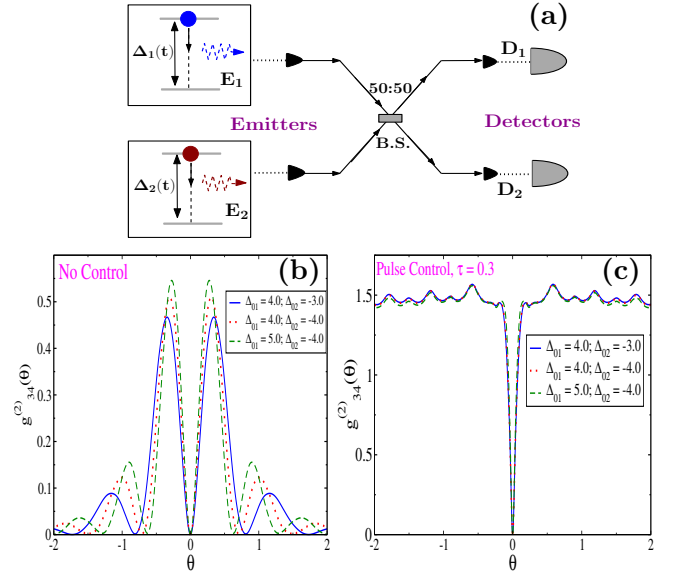 (a)
Δ₁(t)
E₁
D₁
50:50
Emitters
Detectors
B.S.
Δ₂(t)
E₂
D₂
(b)
No Control
Δ₀₁ = 4.0; Δ₀₂ = -3.0
Δ₀₁ = 4.0; Δ₀₂ = -4.0
Δ₀₁ = 5.0; Δ₀₂ = -4.0
g⁽²⁾₃₄(θ)
0.5
0.4
0.3
0.2
0.1
0
-2
-1
0
1
2
θ
(c)
Pulse Control, τ = 0.3
Δ₀₁ = 4.0; Δ₀₂ = -3.0
Δ₀₁ = 4.0; Δ₀₂ = -4.0
Δ₀₁ = 5.0; Δ₀₂ = -4.0
g⁽²⁾₃₄(θ)
1.5
1
0.5
0
-2
-1
0
1
2
θ